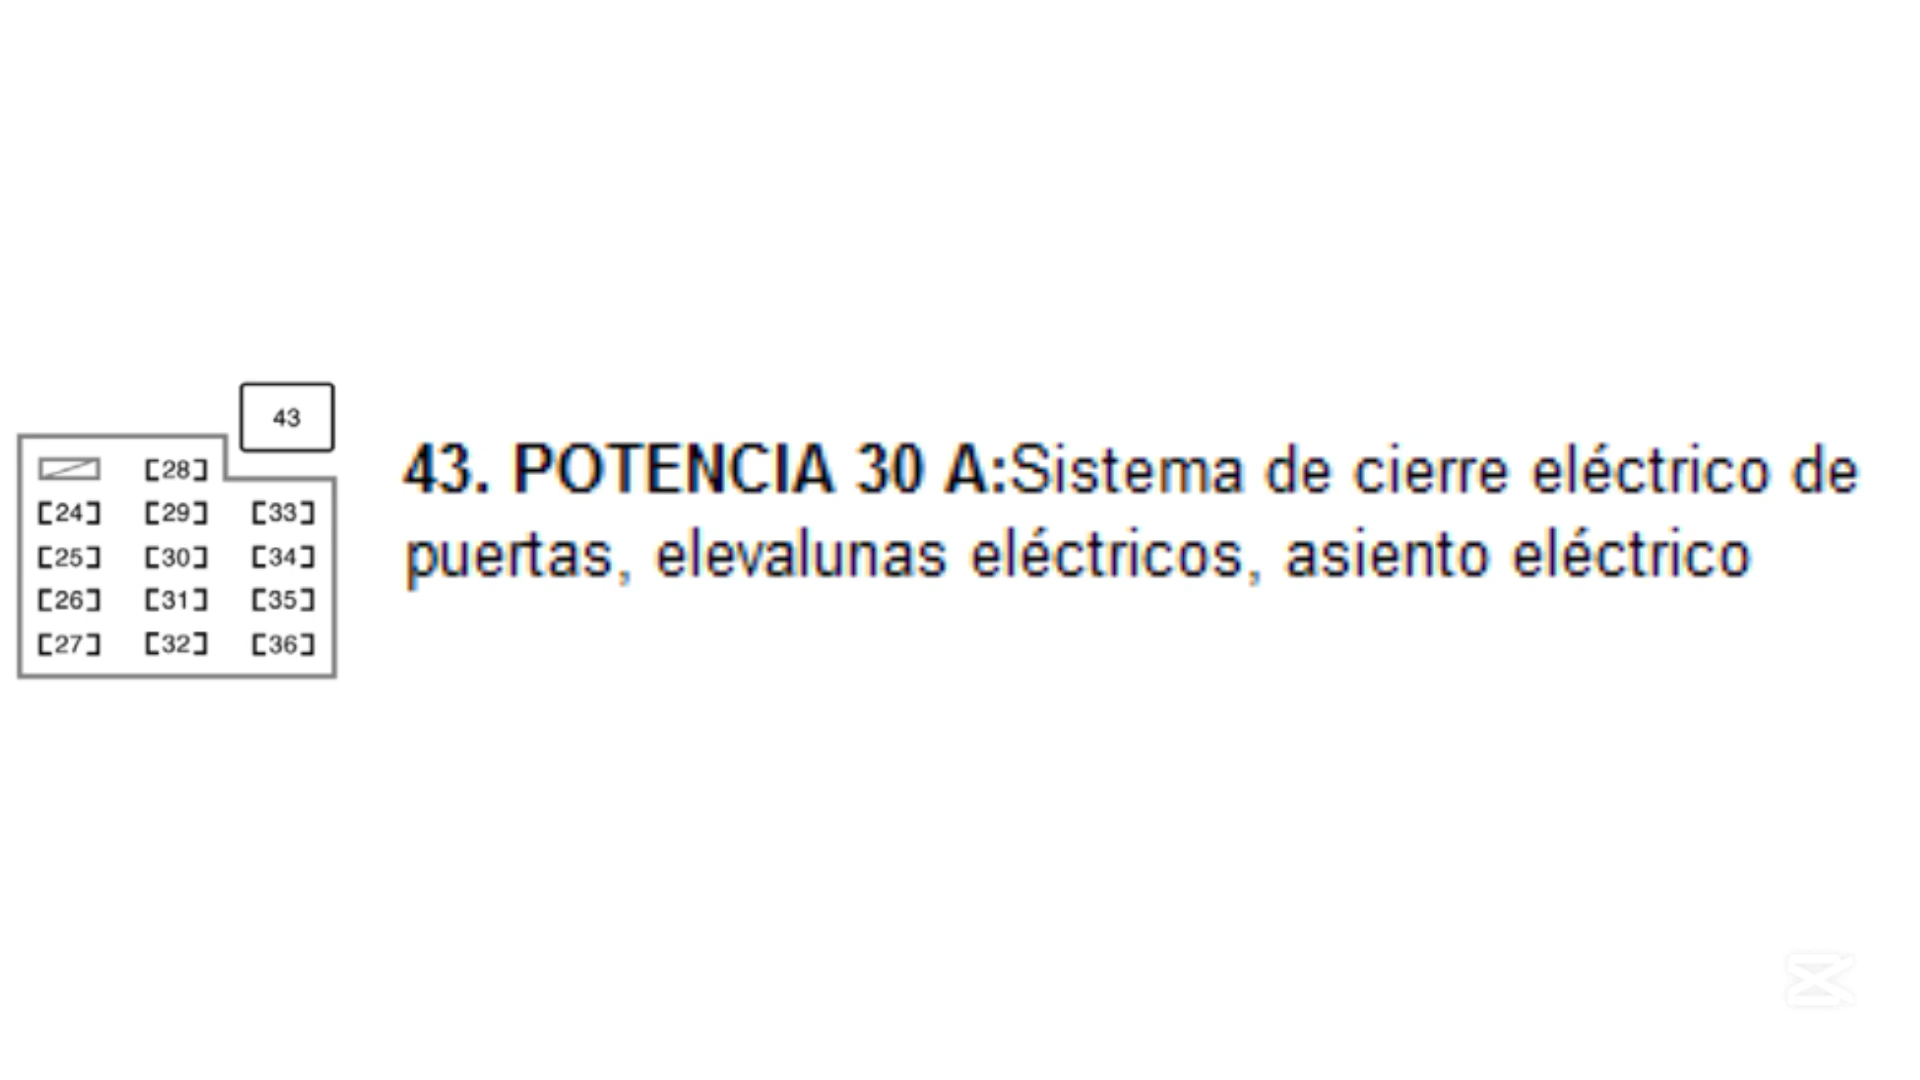 43
[28]
[24] [29] [33]
[25] [30] [34]
[26] [31] [35]
[27] [32] [36]
43. POTENCIA 30 A:Sistema de cierre eléctrico de
puertas, elevalunas eléctricos, asiento eléctrico